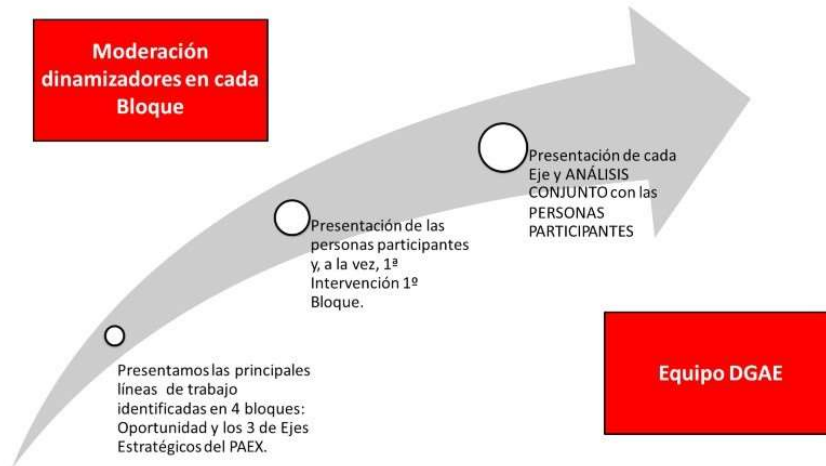 Moderación
dinamizadores en cada
Bloque
Presentación de cada
Eje y ANÁLISIS
CONJUNTO con las
PERSONAS
PARTICIPANTES
Presentación de las
personas participantes
y, a la vez, 1ª
Intervención 1º
Bloque.
Presentamos las principales
líneas de trabajo
identificadas en 4 bloques:
Oportunidad y los 3 de Ejes
Estratégicos del PAEX.
Equipo DGAE